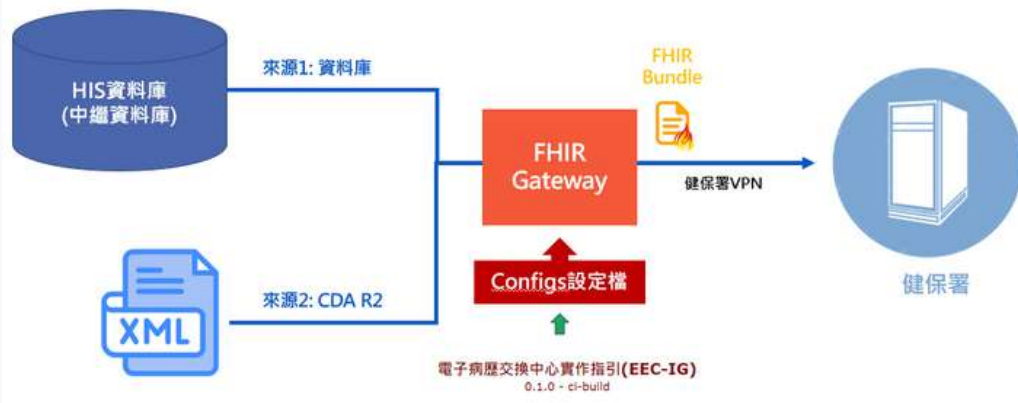 HIS資料庫
(中繼資料庫)
來源1: 資料庫
FHIR
Bundle
FHIR
Gateway
健保署VPN
健保署
XML
來源2: CDA R2
Configs設定檔
電子病歷交換中心實作指引(EEC-IG)
0.1.0 - ci-build